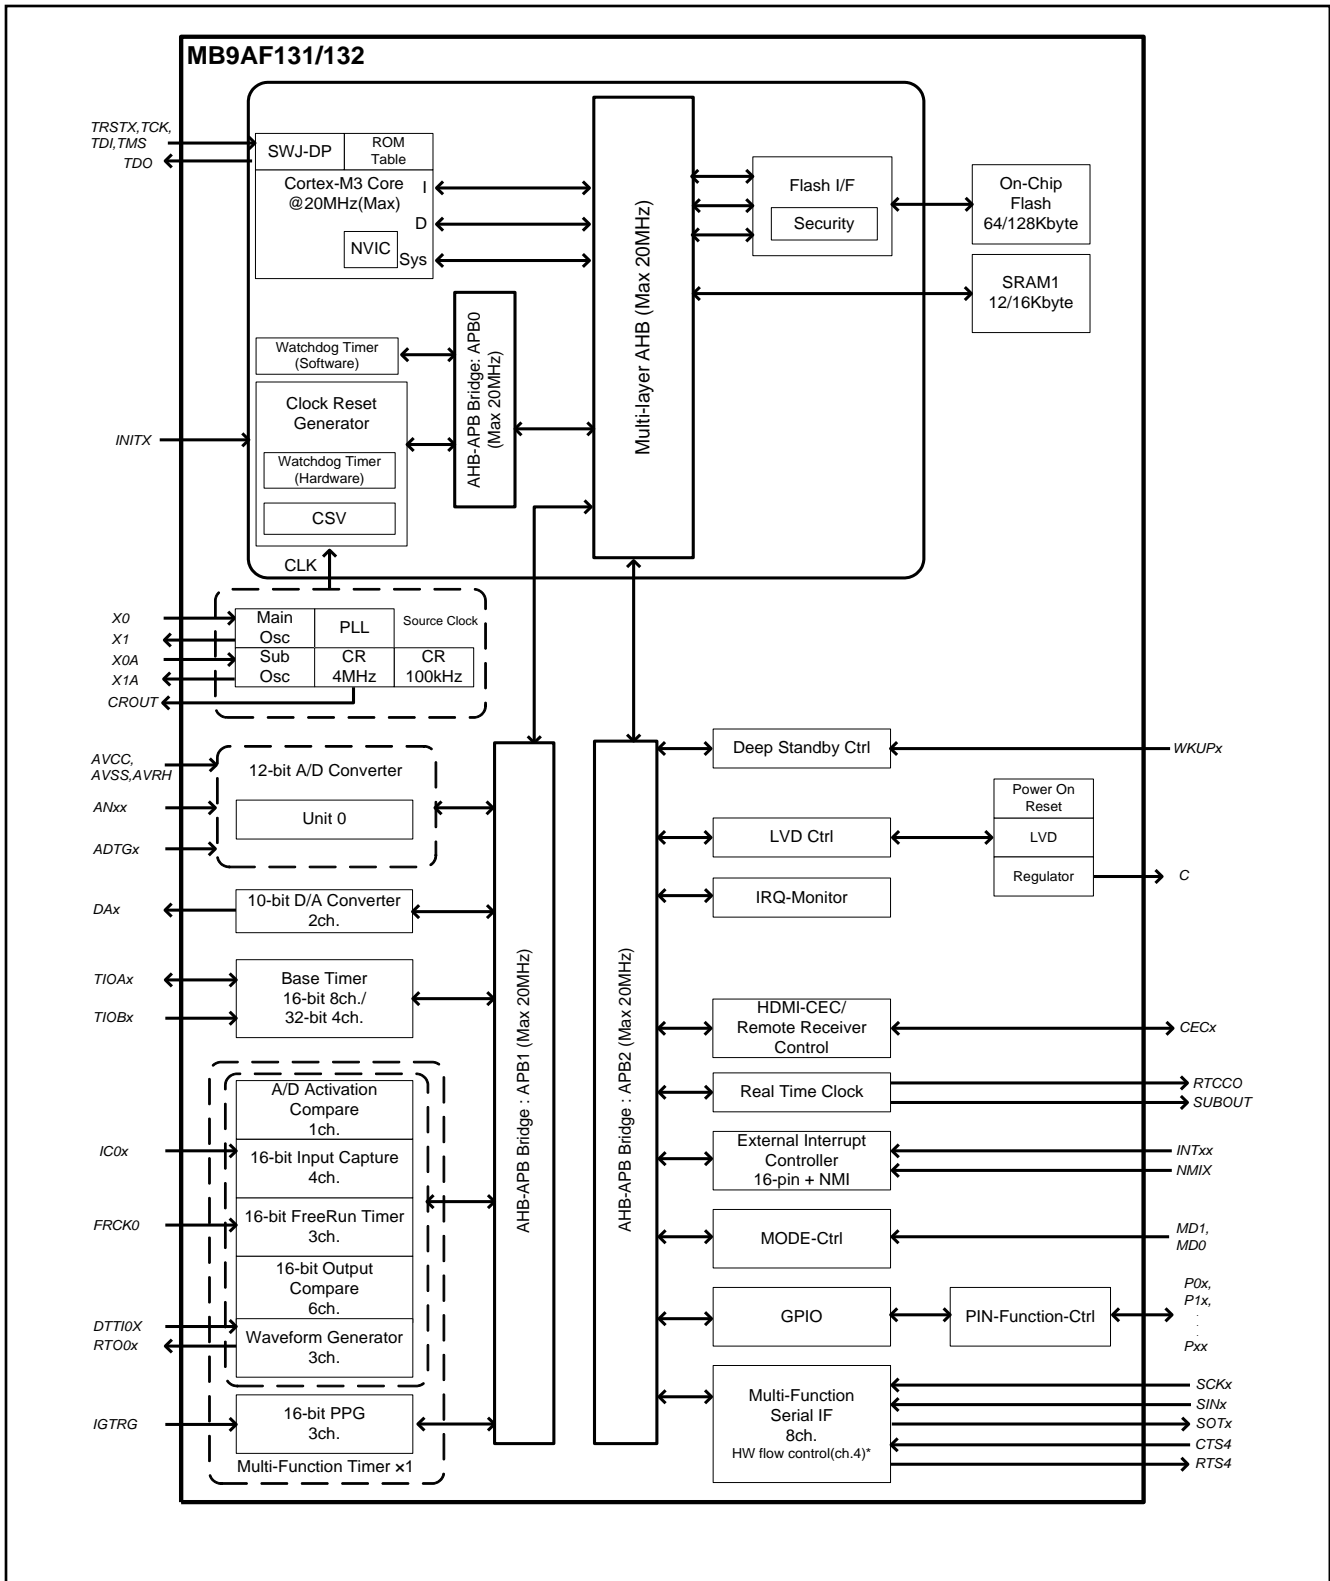 MB9AF131/132
TRSTX,TCK,
TDI,TMS
TDO
SWJ-DP
ROM
Table
Cortex-M3 Core
@20MHz(Max)
I
D
NVIC
Sys
Multi-layer AHB (Max 20MHz)
Flash I/F
Security
On-Chip
Flash
64/128Kbyte
SRAM1
12/16Kbyte
Watchdog Timer
(Software)
AHB-APB Bridge: APB0
(Max 20MHz)
INITX
Clock Reset
Generator
Watchdog Timer
(Hardware)
CSV
CLK
X0
X1
X0A
X1A
CROUT
Main
Osc
PLL
Source Clock
Sub
Osc
CR
4MHz
CR
100kHz
AVCC,
AVSS,AVRH
ANxx
ADTGx
12-bit A/D Converter
Unit 0
DAx
10-bit D/A Converter
2ch.
TIOAx
TIOBx
Base Timer
16-bit 8ch./
32-bit 4ch.
A/D Activation
Compare
1ch.
IC0x
16-bit Input Capture
4ch.
FRCK0
16-bit FreeRun Timer
3ch.
16-bit Output
Compare
6ch.
DTTI0X
RTO0x
Waveform Generator
3ch.
IGTRG
16-bit PPG
3ch.
Multi-Function Timer ×1
AHB-APB Bridge : APB1 (Max 20MHz)
AHB-APB Bridge : APB2 (Max 20MHz)
Deep Standby Ctrl
WKUPx
LVD Ctrl
Power On
Reset
LVD
Regulator
C
IRQ-Monitor
HDMI-CEC/
Remote Receiver
Control
CECx
Real Time Clock
RTCCO
SUBOUT
External Interrupt
Controller
16-pin + NMI
INTxx
NMIX
MODE-Ctrl
MD1,
MD0
GPIO
PIN-Function-Ctrl
P0x,
P1x,
.
.
.
Pxx
Multi-Function
Serial IF
8ch.
HW flow control(ch.4)*
SCKx
SINx
SOTx
CTS4
RTS4